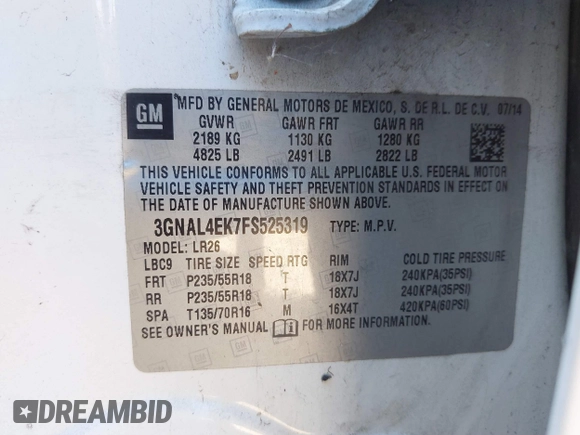 GM
MFD BY GENERAL MOTORS DE MEXICO, S. DE R.L. DE C.V. 07/14
GVWR GAWR FRT GAWR RR
2189 KG 1130 KG 1280 KG
4825 LB 2491 LB 2822 LB
THIS VEHICLE CONFORMS TO ALL APPLICABLE U.S. FEDERAL MOTOR
VEHICLE SAFETY AND THEFT PREVENTION STANDARDS IN EFFECT ON
THE DATE OF MANUFACTURE SHOWN ABOVE.
3GNAL4EK7FS525319 TYPE: M.P.V.
MODEL: LR26
LBC9 TIRE SIZE SPEED RTG RIM COLD TIRE PRESSURE
FRT P235/55R18 T 18X7J 240KPA(35PSI)
RR P235/55R18 T 18X7J 240KPA(35PSI)
SPA T135/70R16 M 16X4T 420KPA(60PSI)
SEE OWNER'S MANUAL FOR MORE INFORMATION.
DREAMBID